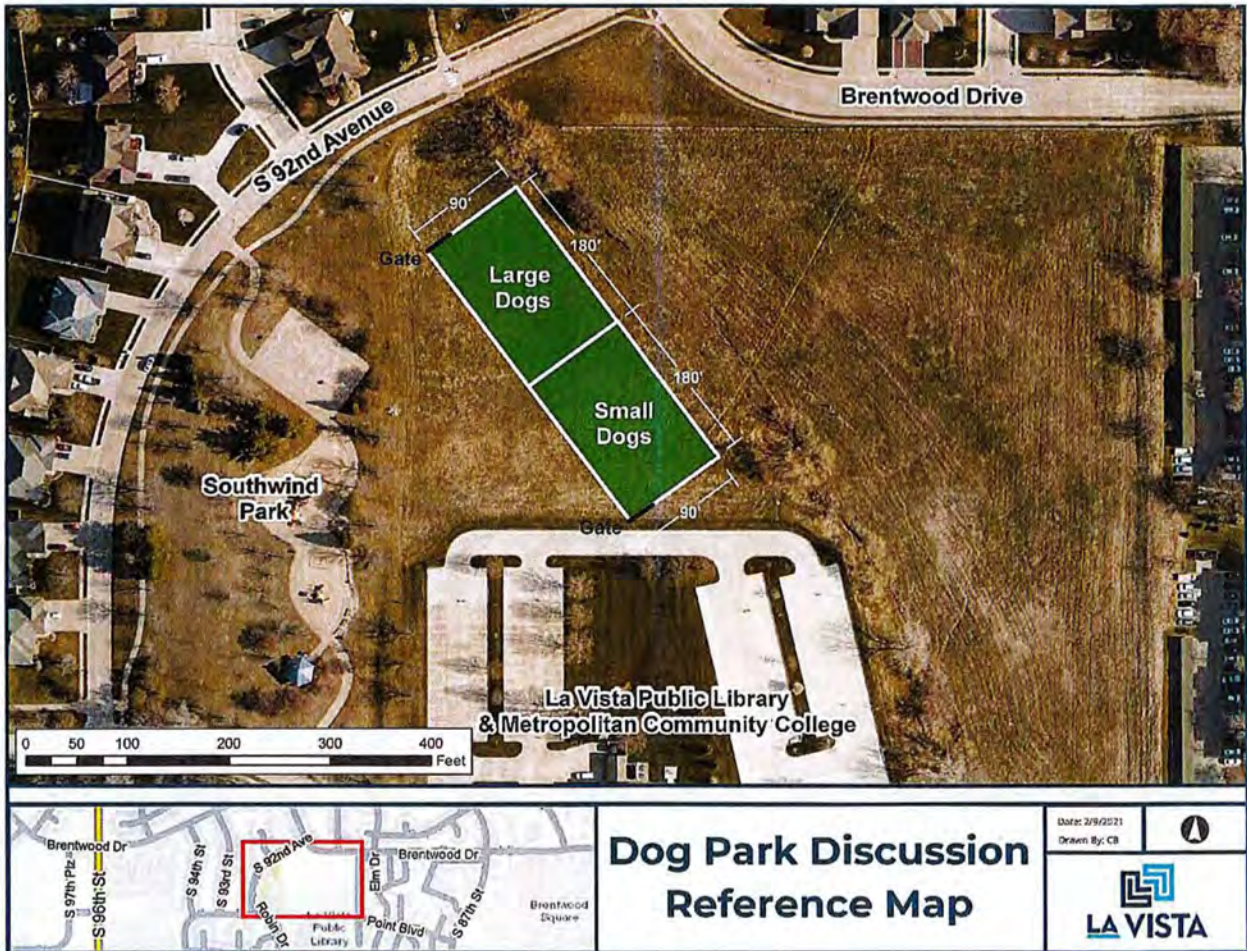 Brentwood Drive
S 92nd Avenue
90'
180'
Gate
Large
Dogs
180'
Small
Dogs
Southwind
Park
90'
Gate
La Vista Public Library
& Metropolitan Community College
0 50 100 200 300 400
Feet
Brentwood Dr
S 97th Plz
S 96th St
S 94th St
S 93rd St
S 92nd Ave
Robin Dr
La Vista
Public
Library
Elm Dr
Brentwood Dr
Point Blvd
S 87th St
Brentwood
Square
Dog Park Discussion
Reference Map
Date: 2/9/2021
Drawn By: CB
LA VISTA